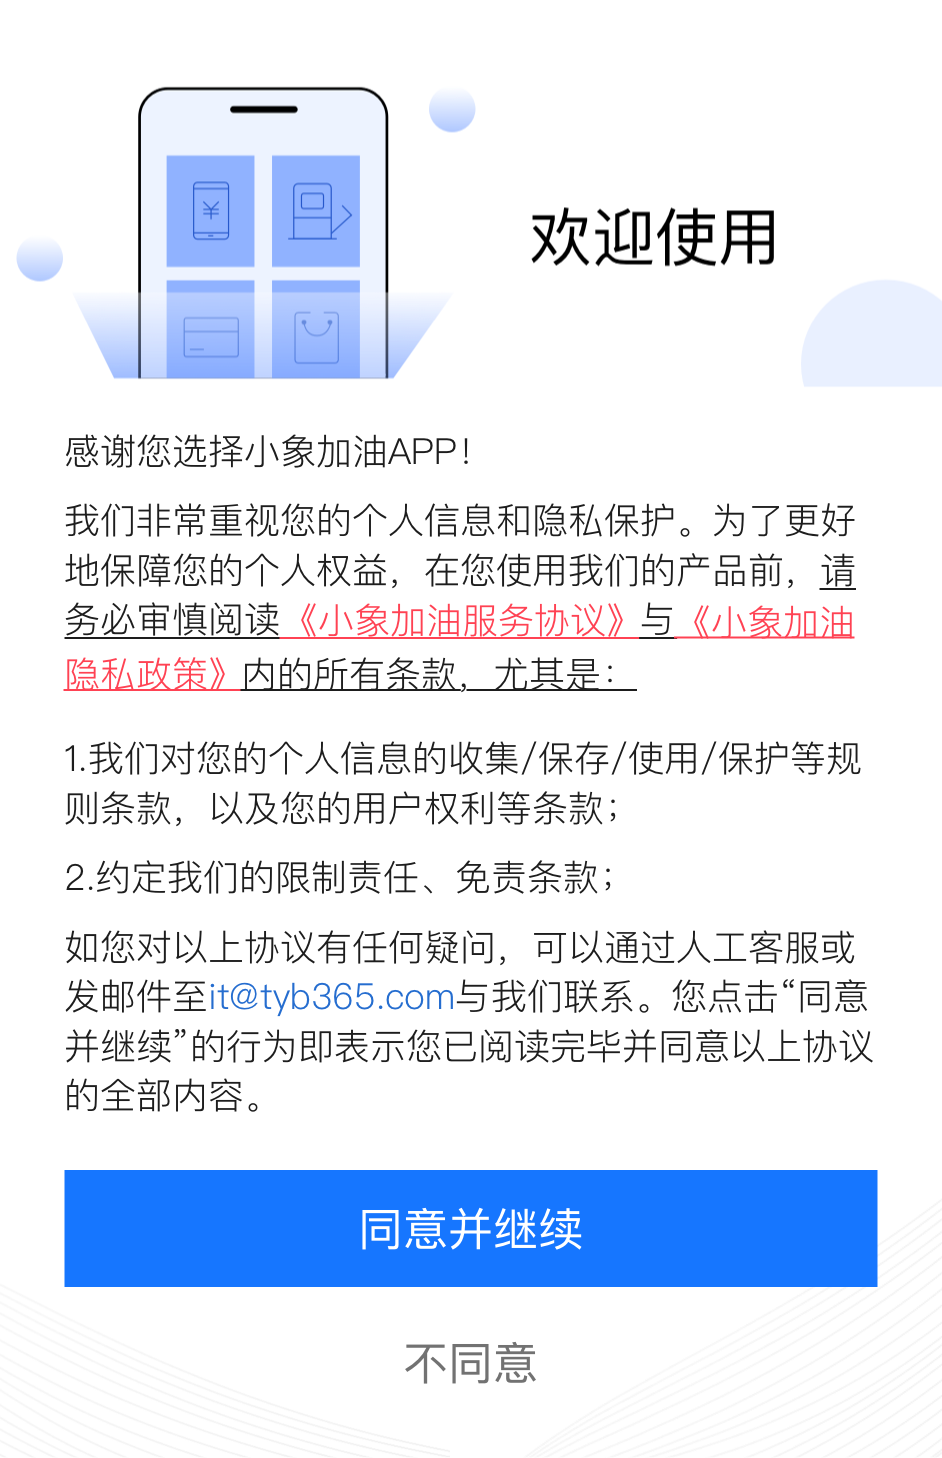 欢迎使用
感谢您选择小象加油APP！
我们非常重视您的个人信息和隐私保护。为了更好
地保障您的个人权益，在您使用我们的产品前，请
务必审慎阅读《小象加油服务协议》与《小象加油
隐私政策》内的所有条款，尤其是：
1.我们对您的个人信息的收集/保存/使用/保护等规
则条款，以及您的用户权利等条款；
2.约定我们的限制责任、免责条款；
如您对以上协议有任何疑问，可以通过人工客服或
发邮件至it@tyb365.com与我们联系。您点击“同意
并继续”的行为即表示您已阅读完毕并同意以上协议
的全部内容。
同意并继续
不同意